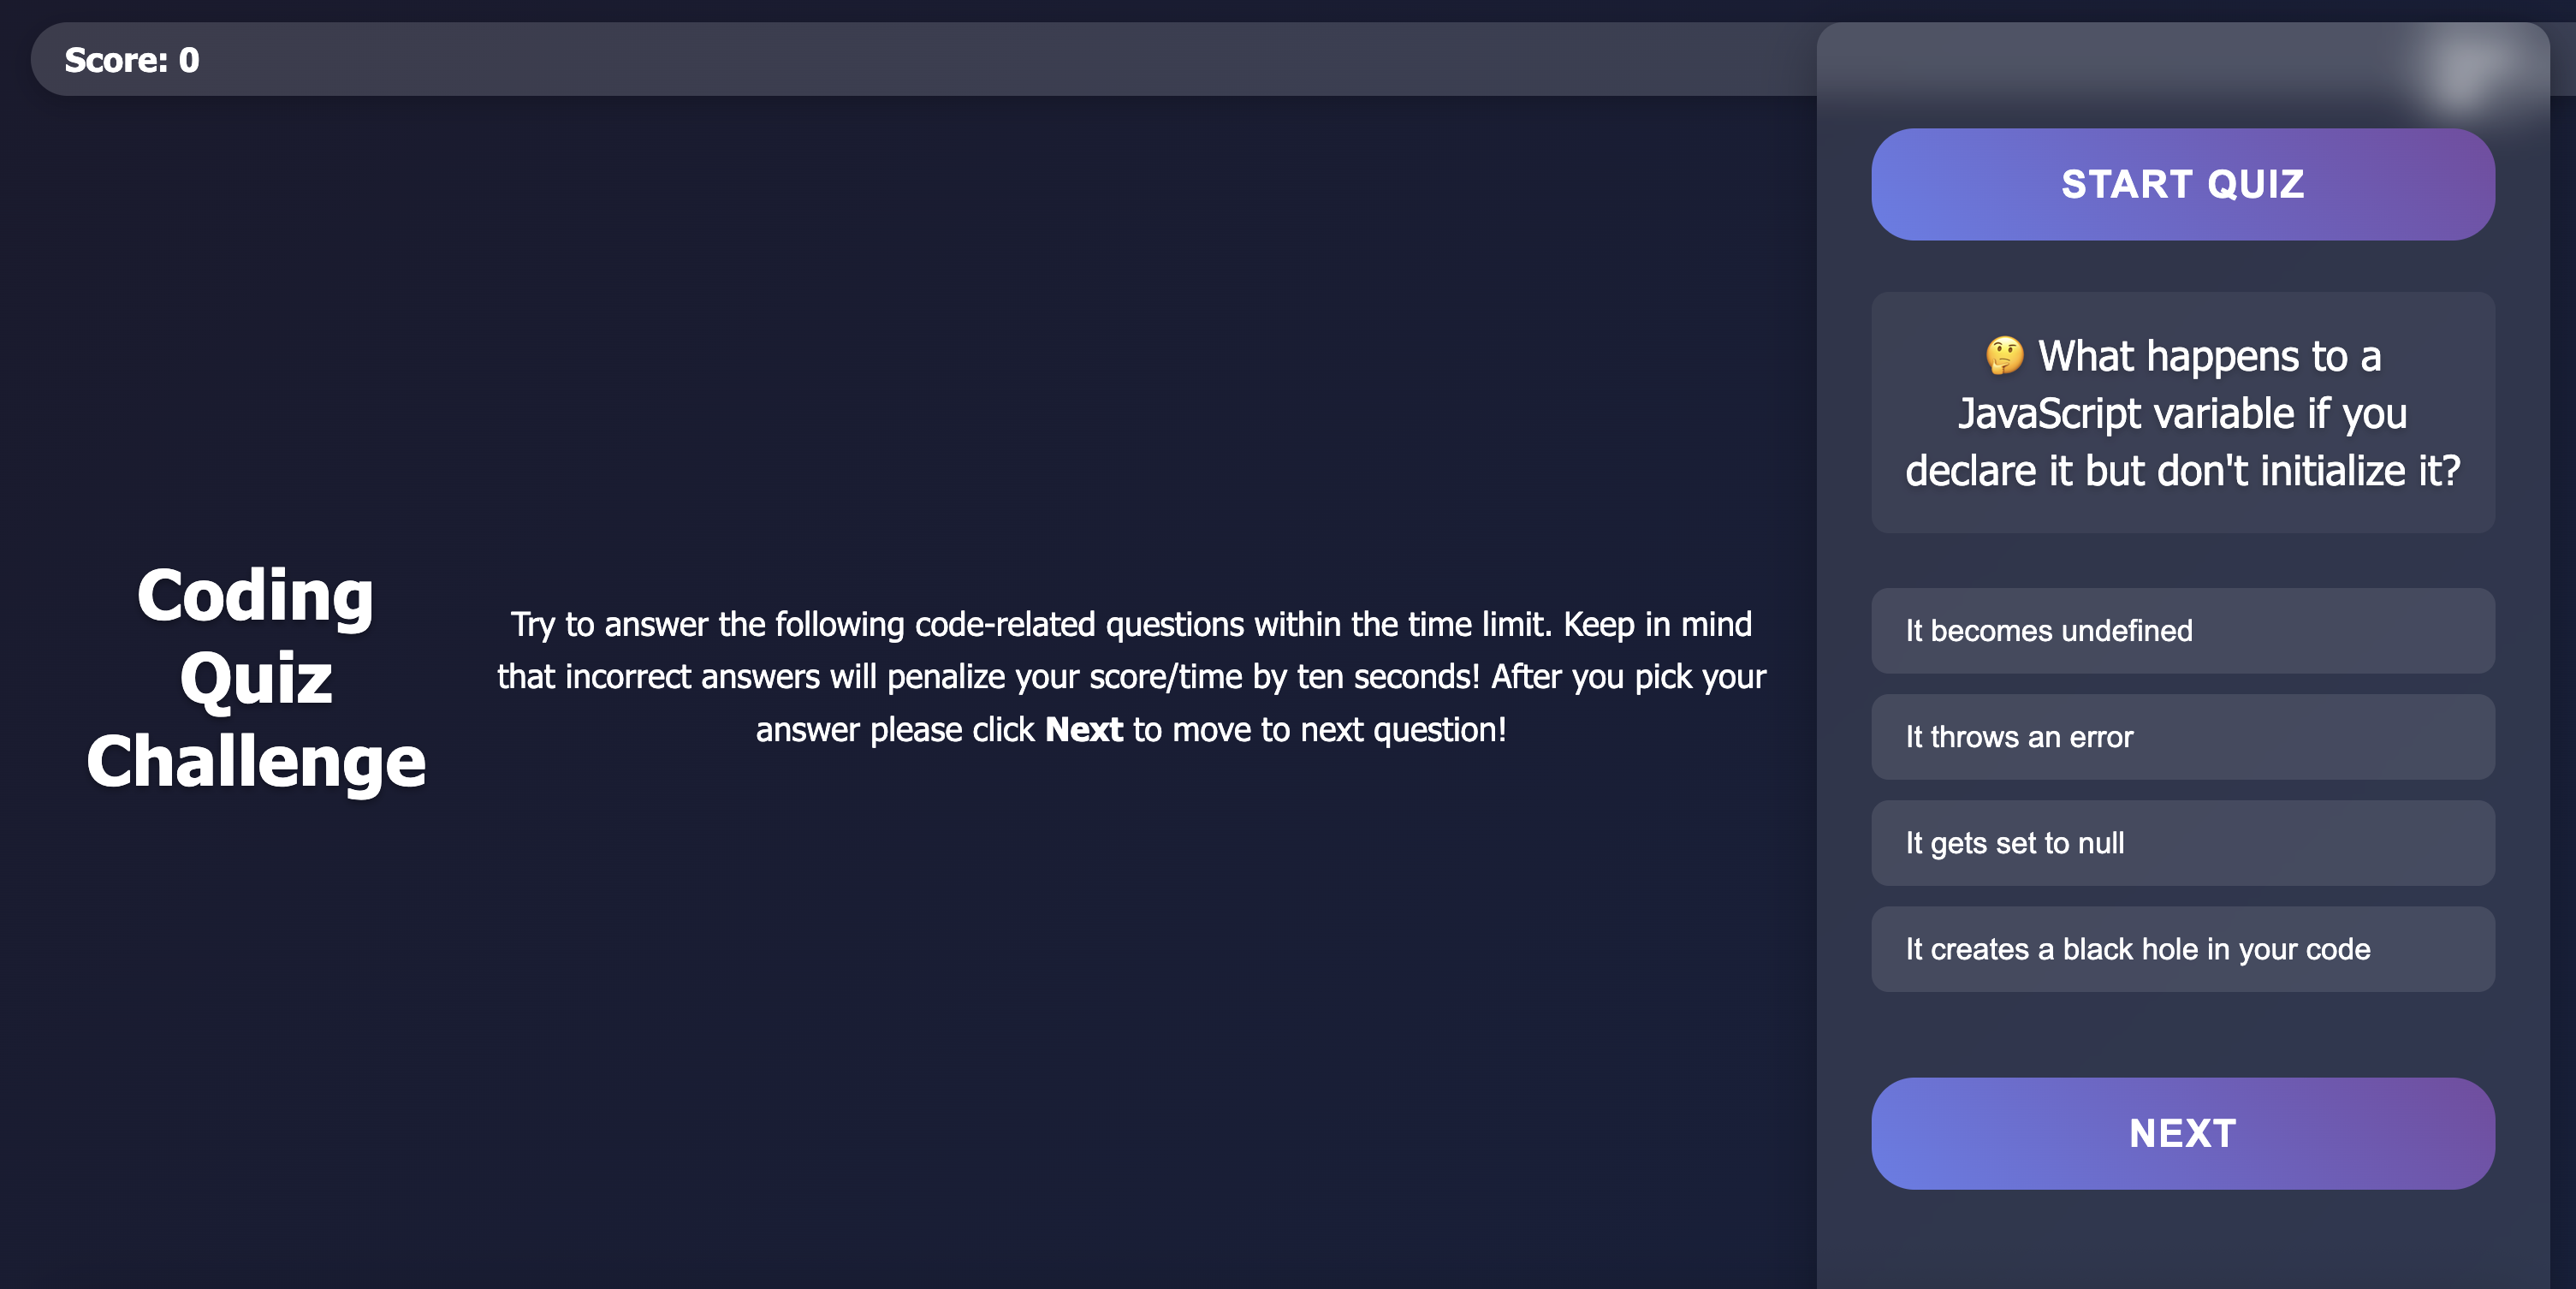 Score: 0
START QUIZ
🤔 What happens to a
JavaScript variable if you
declare it but don't initialize it?
Coding
Quiz
Challenge
Try to answer the following code-related questions within the time limit. Keep in mind
that incorrect answers will penalize your score/time by ten seconds! After you pick your
answer please click Next to move to next question!
It becomes undefined
It throws an error
It gets set to null
It creates a black hole in your code
NEXT